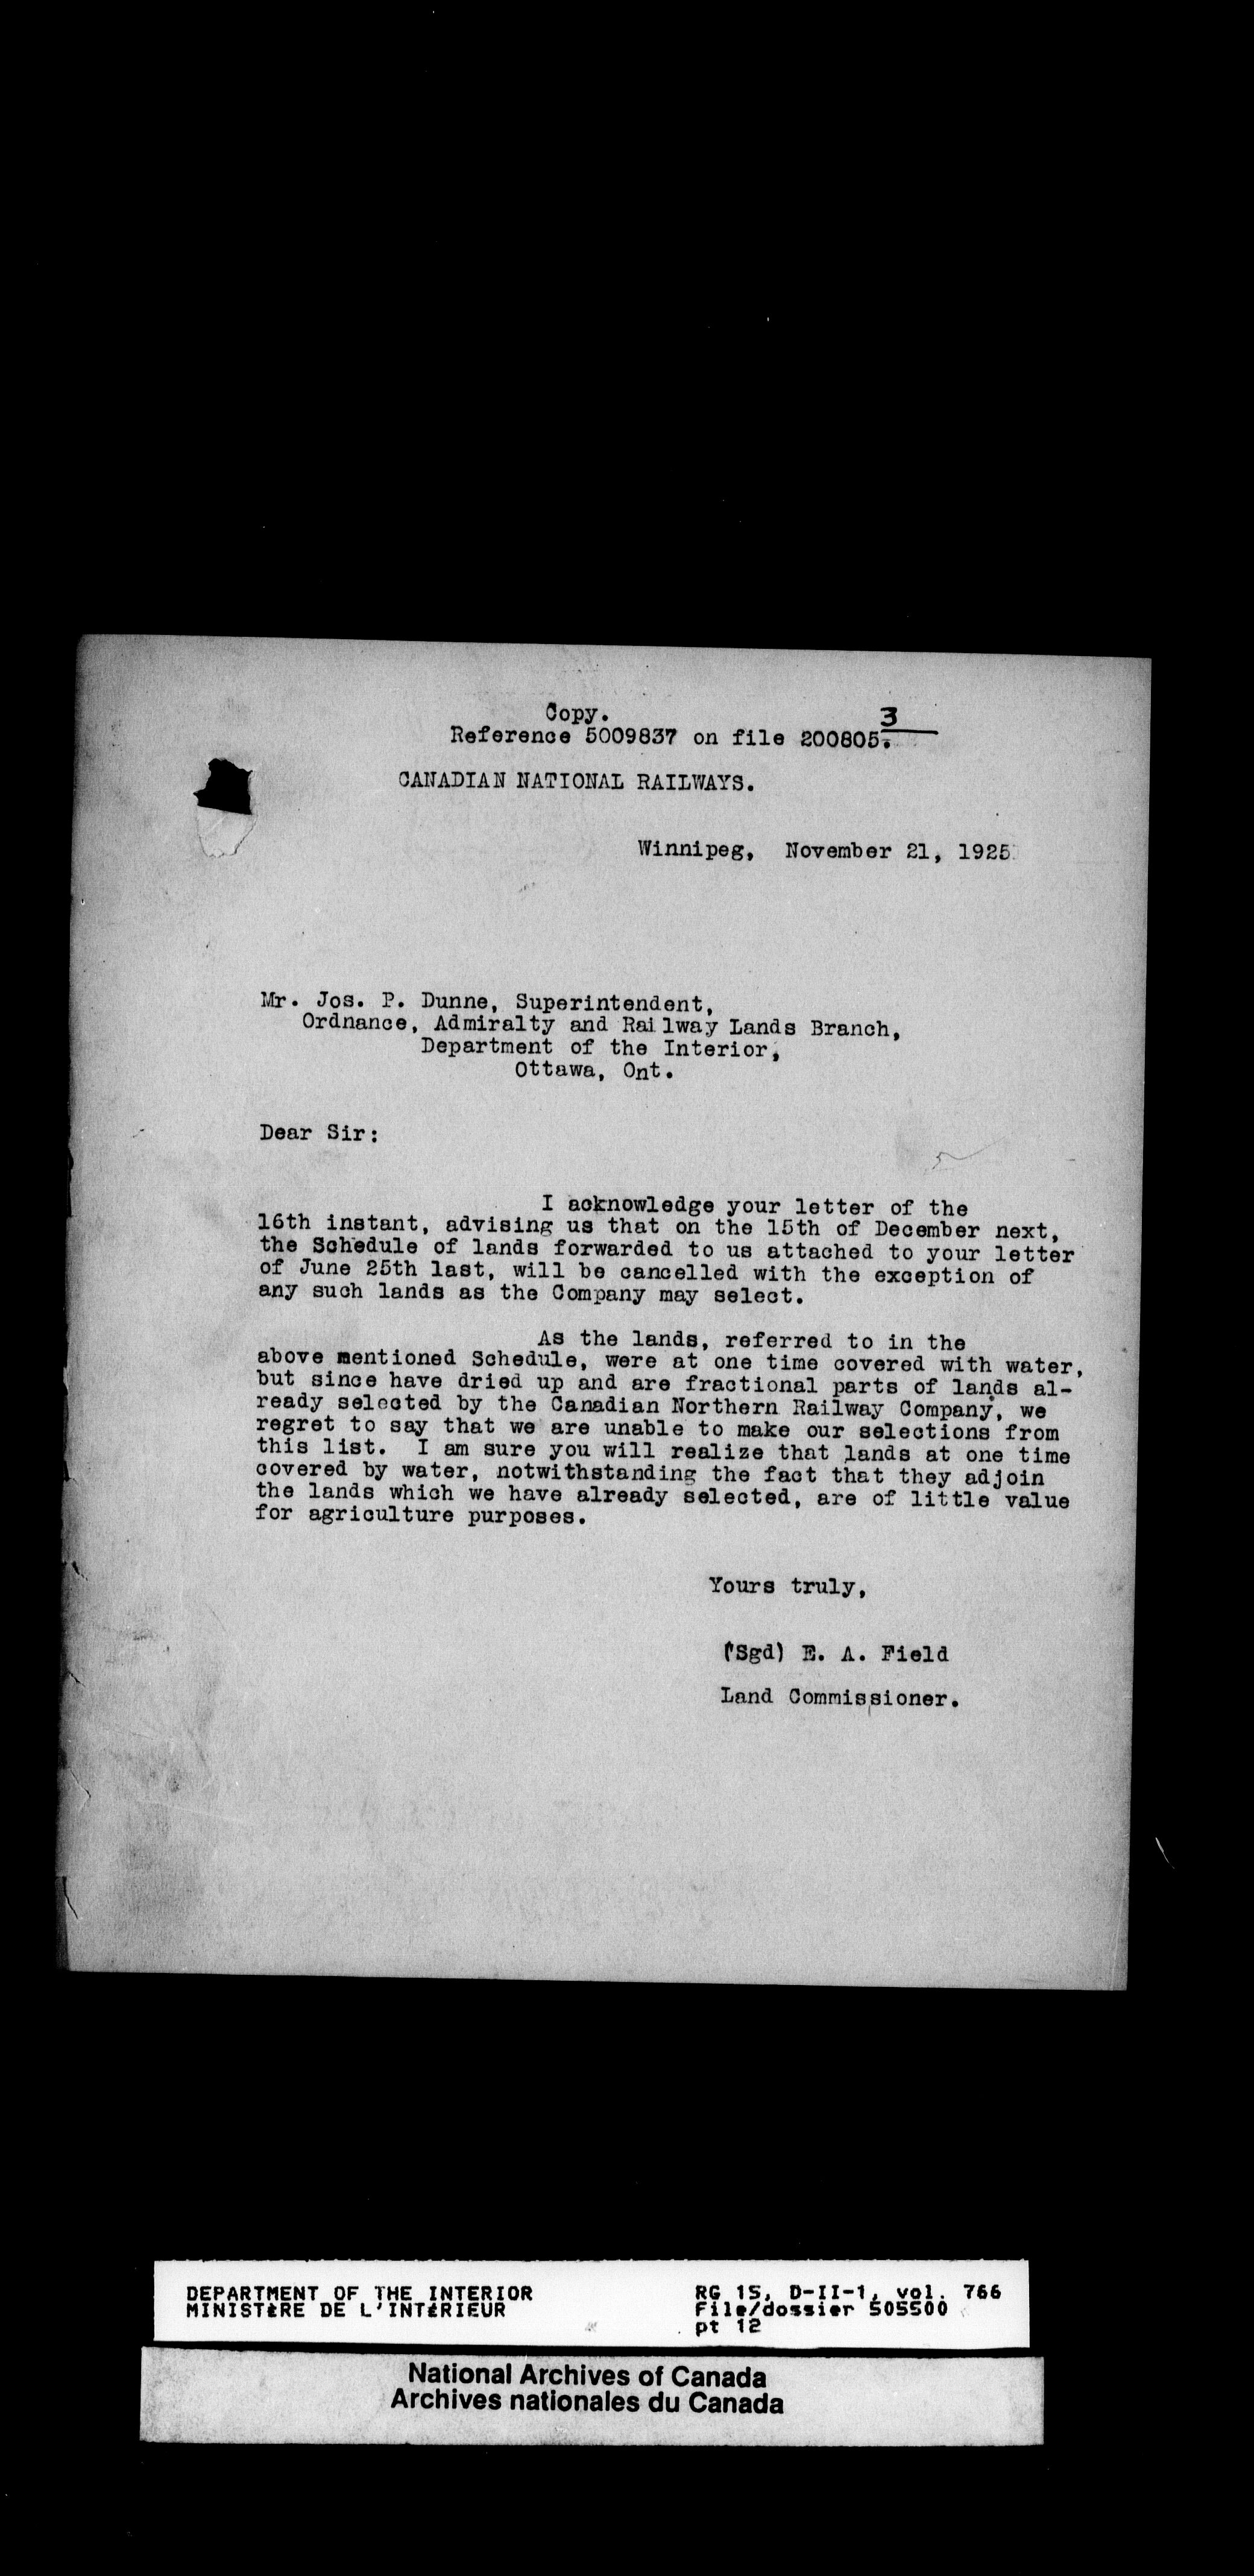 Copy.
3
Reference 5009837 on file 200805.
CANADIAN NATIONAL RAILWAYS.
Winnipeg, November 21, 1925.
Mr. Jos. P. Dunne, Superintendent,
Ordnance, Admiralty and Railway Lands Branch,
Department of the Interior,
Ottawa, Ont.
Dear Sir:
I acknowledge your letter of the
16th instant, advising us that on the 15th of December next,
the Schedule of lands forwarded to us attached to your letter
of June 25th last, will be cancelled with the exception of
any such lands as the Company may select.
As the lands, referred to in the
above mentioned Schedule, were at one time covered with water,
but since have dried up and are fractional parts of lands al-
ready selected by the Canadian Northern Railway Company, we
regret to say that we are unable to make our selections from
this list. I am sure you will realize that lands at one time
covered by water, notwithstanding the fact that they adjoin
the lands which we have already selected, are of little value
for agriculture purposes.
Yours truly,
(Sgd) E. A. Field
Land Commissioner.
DEPARTMENT OF THE INTERIOR
MINISTÈRE DE L'INTÉRIEUR
RG 15, D-II-1, vol. 766
File/dossier 505500
pt 12
National Archives of Canada
Archives nationales du Canada